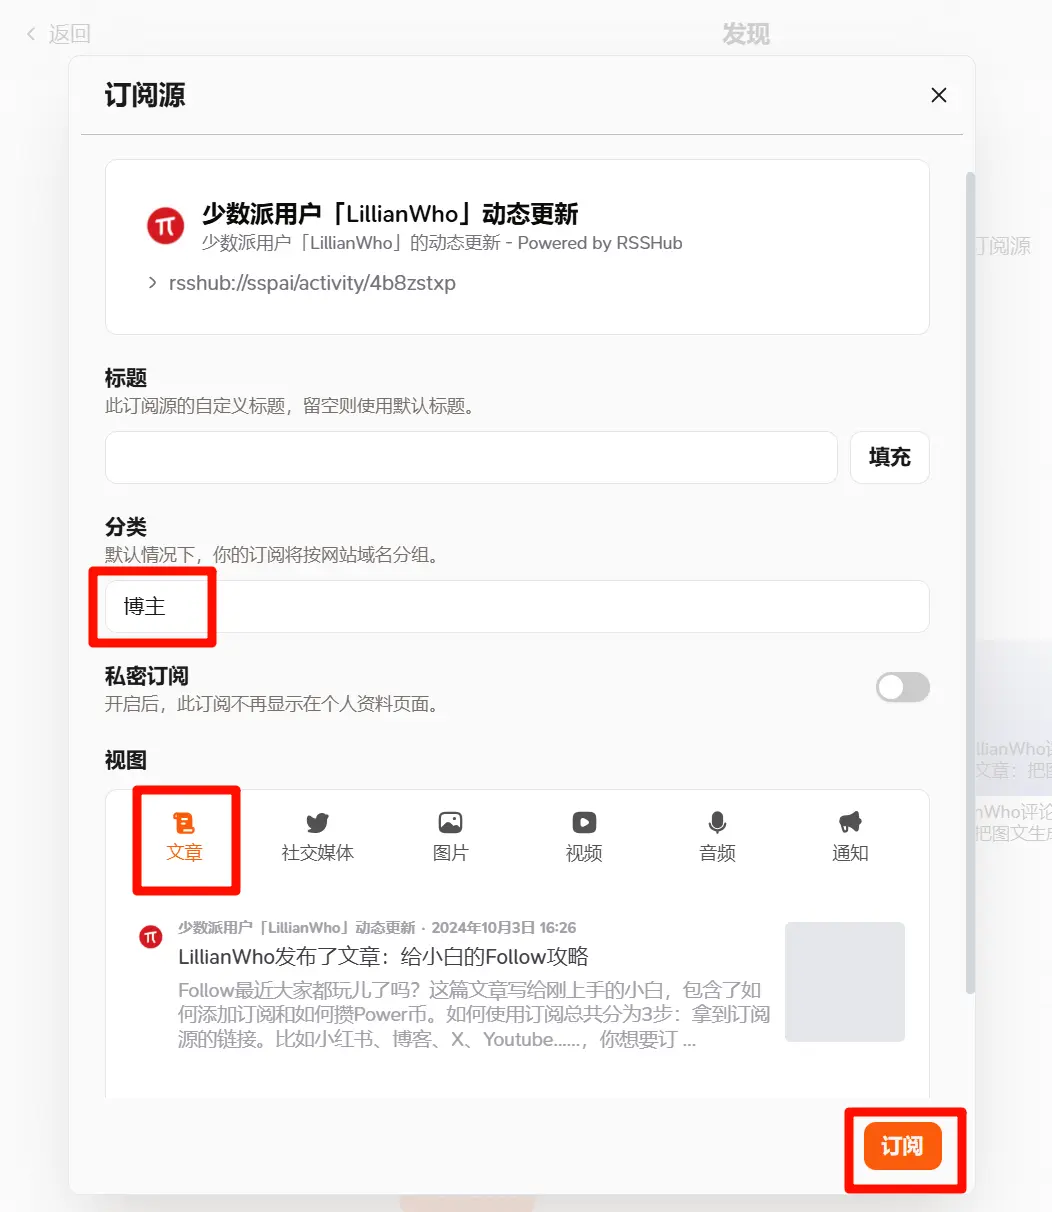 返回
发现
订阅源
少数派用户「LillianWho」动态更新
少数派用户「LillianWho」的动态更新 - Powered by RSSHub
rsshub://sspai/activity/4b8zstxp
订阅源
标题
此订阅源的自定义标题，留空则使用默认标题。
填充
分类
默认情况下，你的订阅将按网站域名分组。
博主
私密订阅
开启后，此订阅不再显示在个人资料页面。
视图
文章
社交媒体
图片
视频
音频
通知
少数派用户「LillianWho」动态更新 · 2024年10月3日 16:26
LillianWho发布了文章：给小白的Follow攻略
Follow最近大家都玩儿了吗？这篇文章写给刚上手的小白，包含了如
何添加订阅和如何攒Power币。如何使用订阅总共分为3步：拿到订阅
源的链接。比如小红书、博客、X、Youtube……，你想要订 ...
llianWho
文章：把
nWho评论
把图文生
订阅